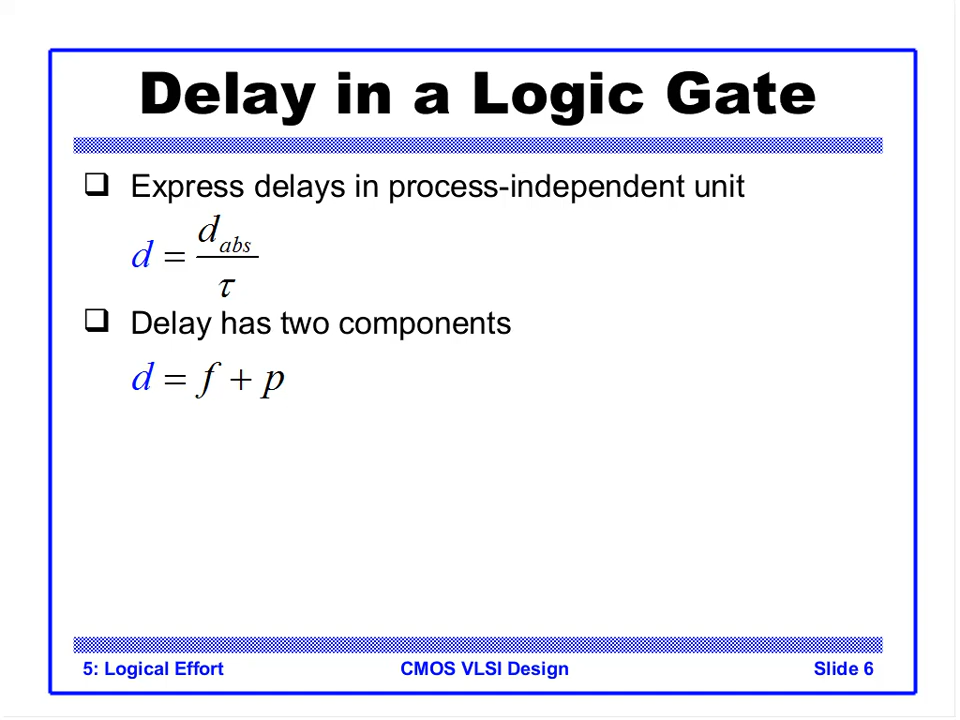 Delay in a Logic Gate
❑ Express delays in process-independent unit
d = d_abs / τ
❑ Delay has two components
d = f + p
5: Logical Effort CMOS VLSI Design Slide 6